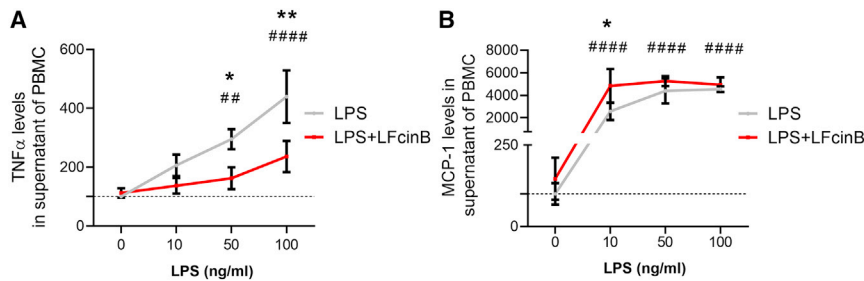 A
**
####
*
##
600
400
200
0
TNFα levels
in supernatant of PBMC
LPS
LPS+LFcinB
0 10 50 100
LPS (ng/ml)
B
*
#### #### ####
8000
6000
4000
2000
250
0
MCP-1 levels in
supernatant of PBMC
LPS
LPS+LFcinB
0 10 50 100
LPS (ng/ml)